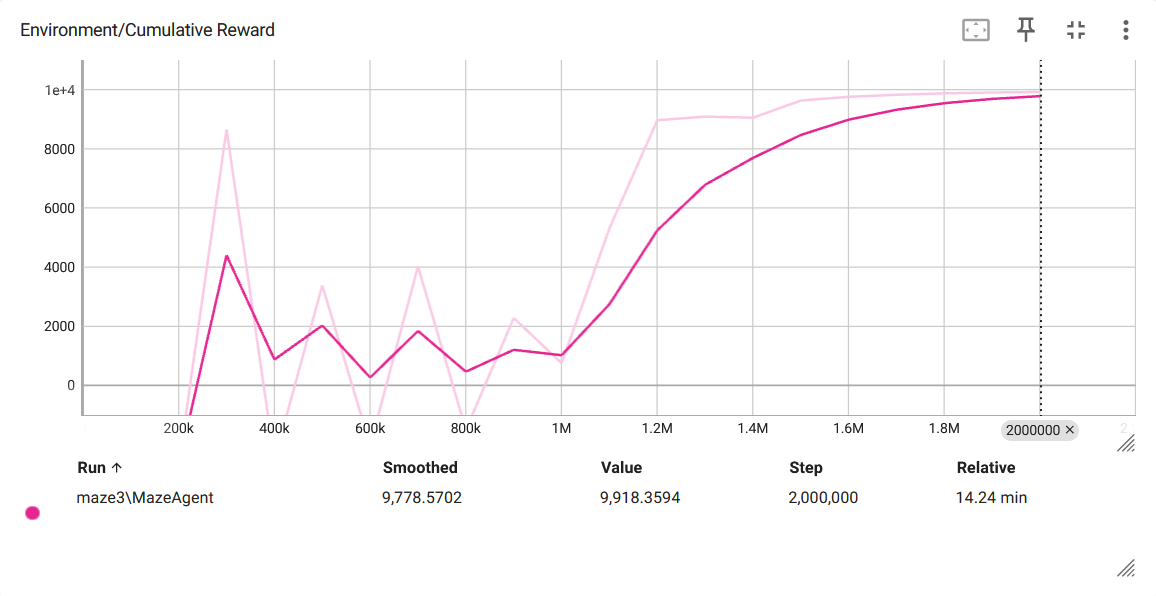 Environment/Cumulative Reward
1e+4
8000
6000
4000
2000
0
200k 400k 600k 800k 1M 1.2M 1.4M 1.6M 1.8M 2000000 × 2
Run ↑ Smoothed Value Step Relative
maze3\MazeAgent 9,778.5702 9,918.3594 2,000,000 14.24 min